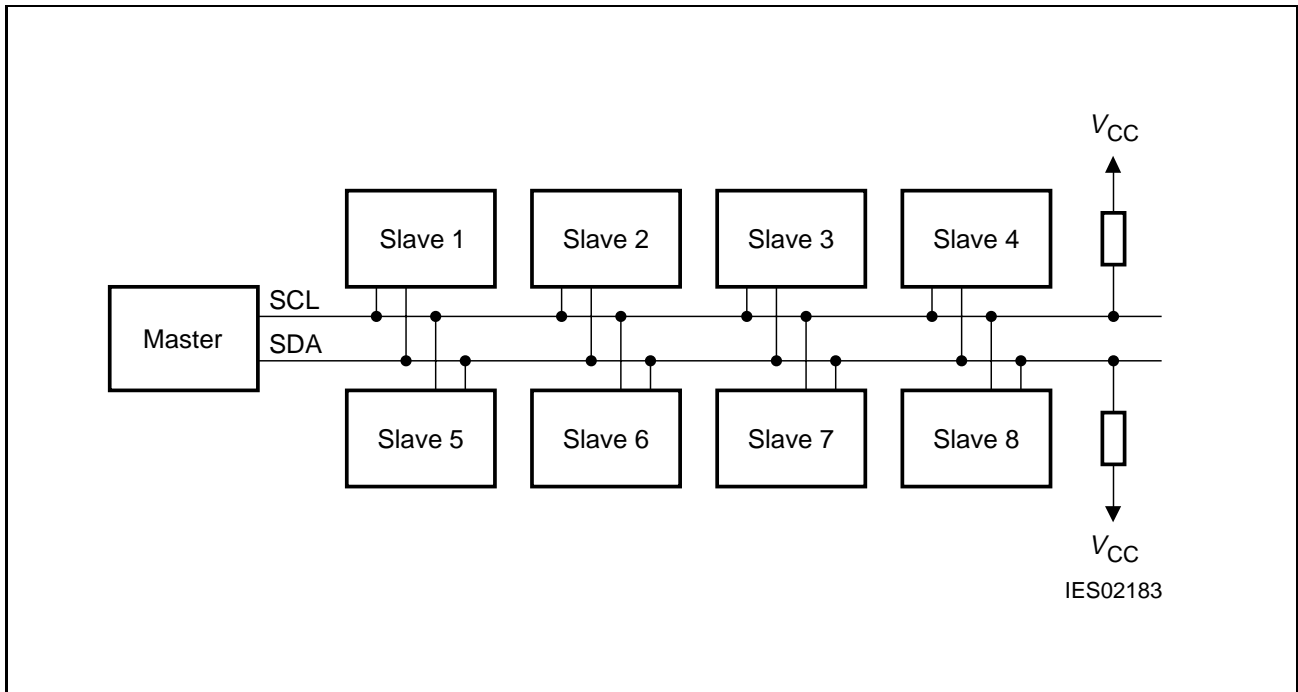 VCC
Slave 1
Slave 2
Slave 3
Slave 4
SCL
Master
SDA
Slave 5
Slave 6
Slave 7
Slave 8
VCC
IES02183